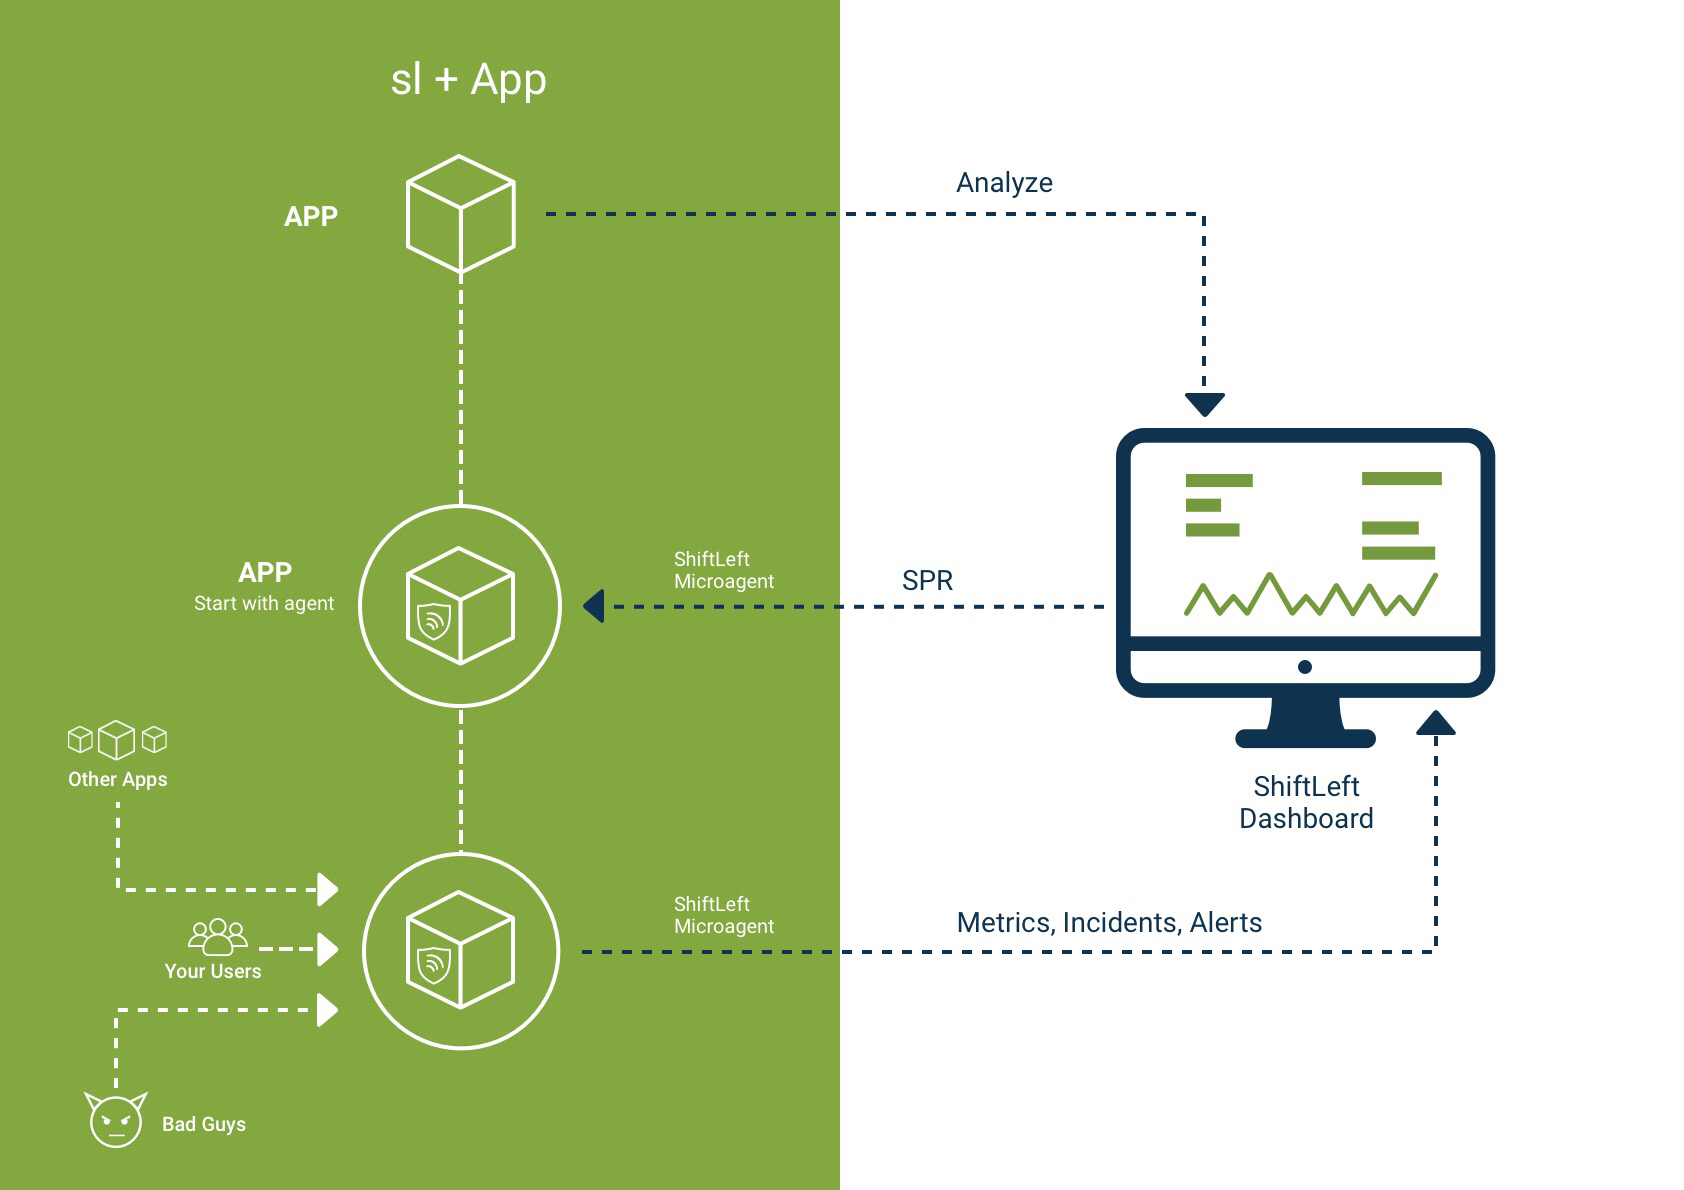 sl + App
APP
Analyze
APP
Start with agent
ShiftLeft
Microagent
SPR
Other Apps
ShiftLeft
Dashboard
ShiftLeft
Microagent
Metrics, Incidents, Alerts
Your Users
Bad Guys